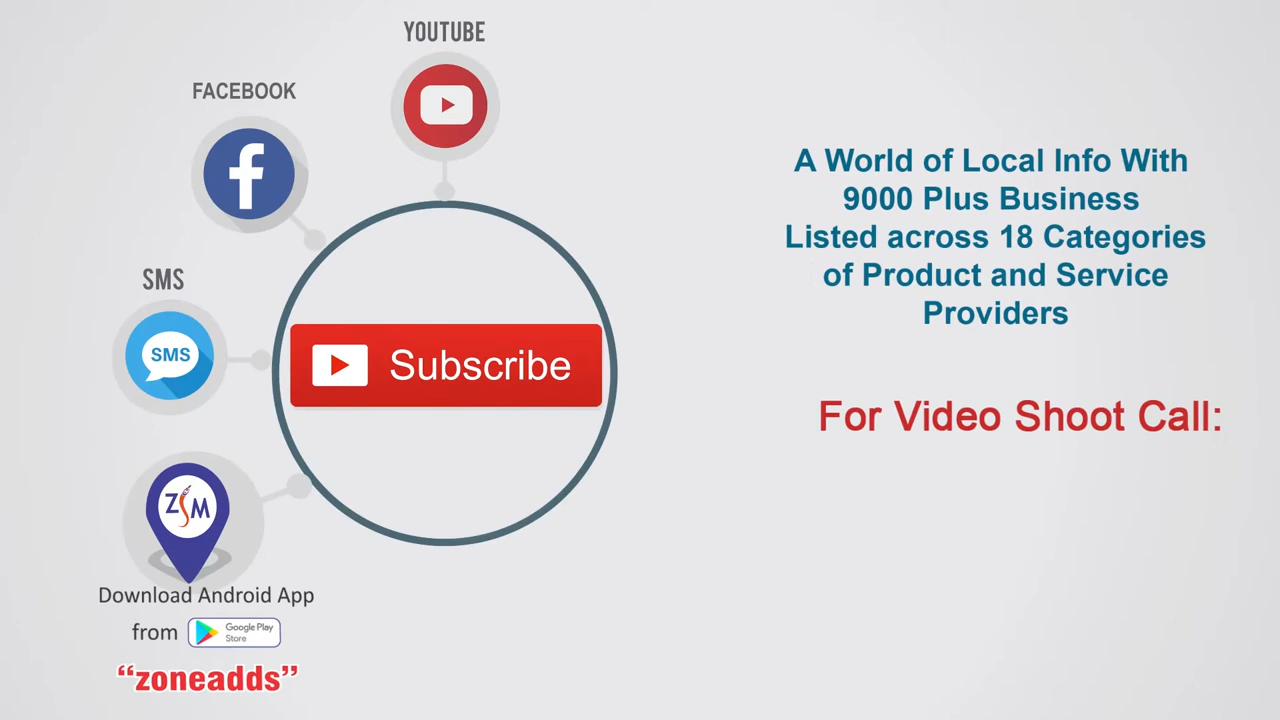 YOUTUBE
FACEBOOK
SMS
SMS
Subscribe
ZSM
Download Android App
from Google Play
Store
“zoneadds”
A World of Local Info With
9000 Plus Business
Listed across 18 Categories
of Product and Service
Providers
For Video Shoot Call: